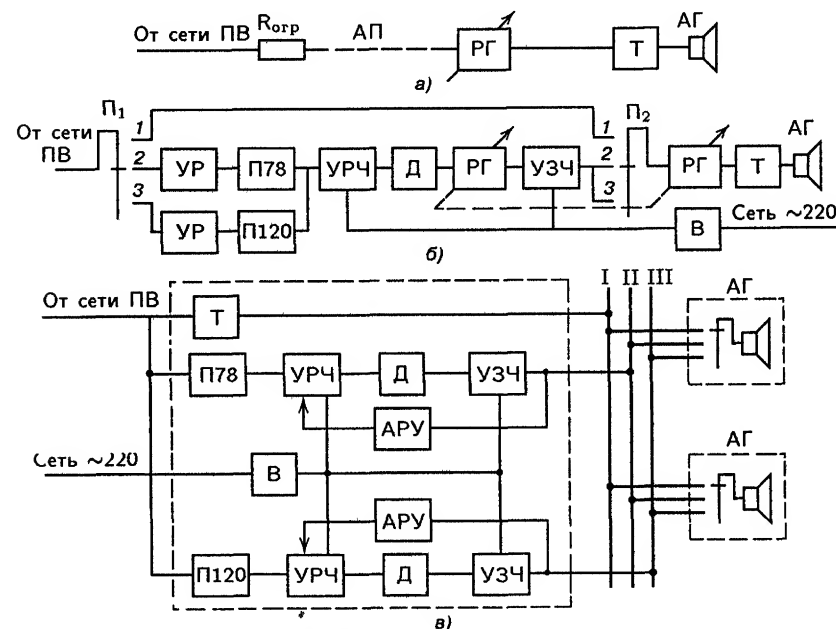 От сети ПВ Rогр АП РГ Т АГ
а)
П1 П2
От сети ПВ 1 1 АГ
2 УР П78 УРЧ Д РГ УЗЧ 2 РГ Т
3 УР П120 3 В Сеть ~220
б)
I II III
От сети ПВ Т АГ
П78 УРЧ Д УЗЧ
АРУ
Сеть ~220 В АГ
АРУ
П120 УРЧ Д УЗЧ
в)